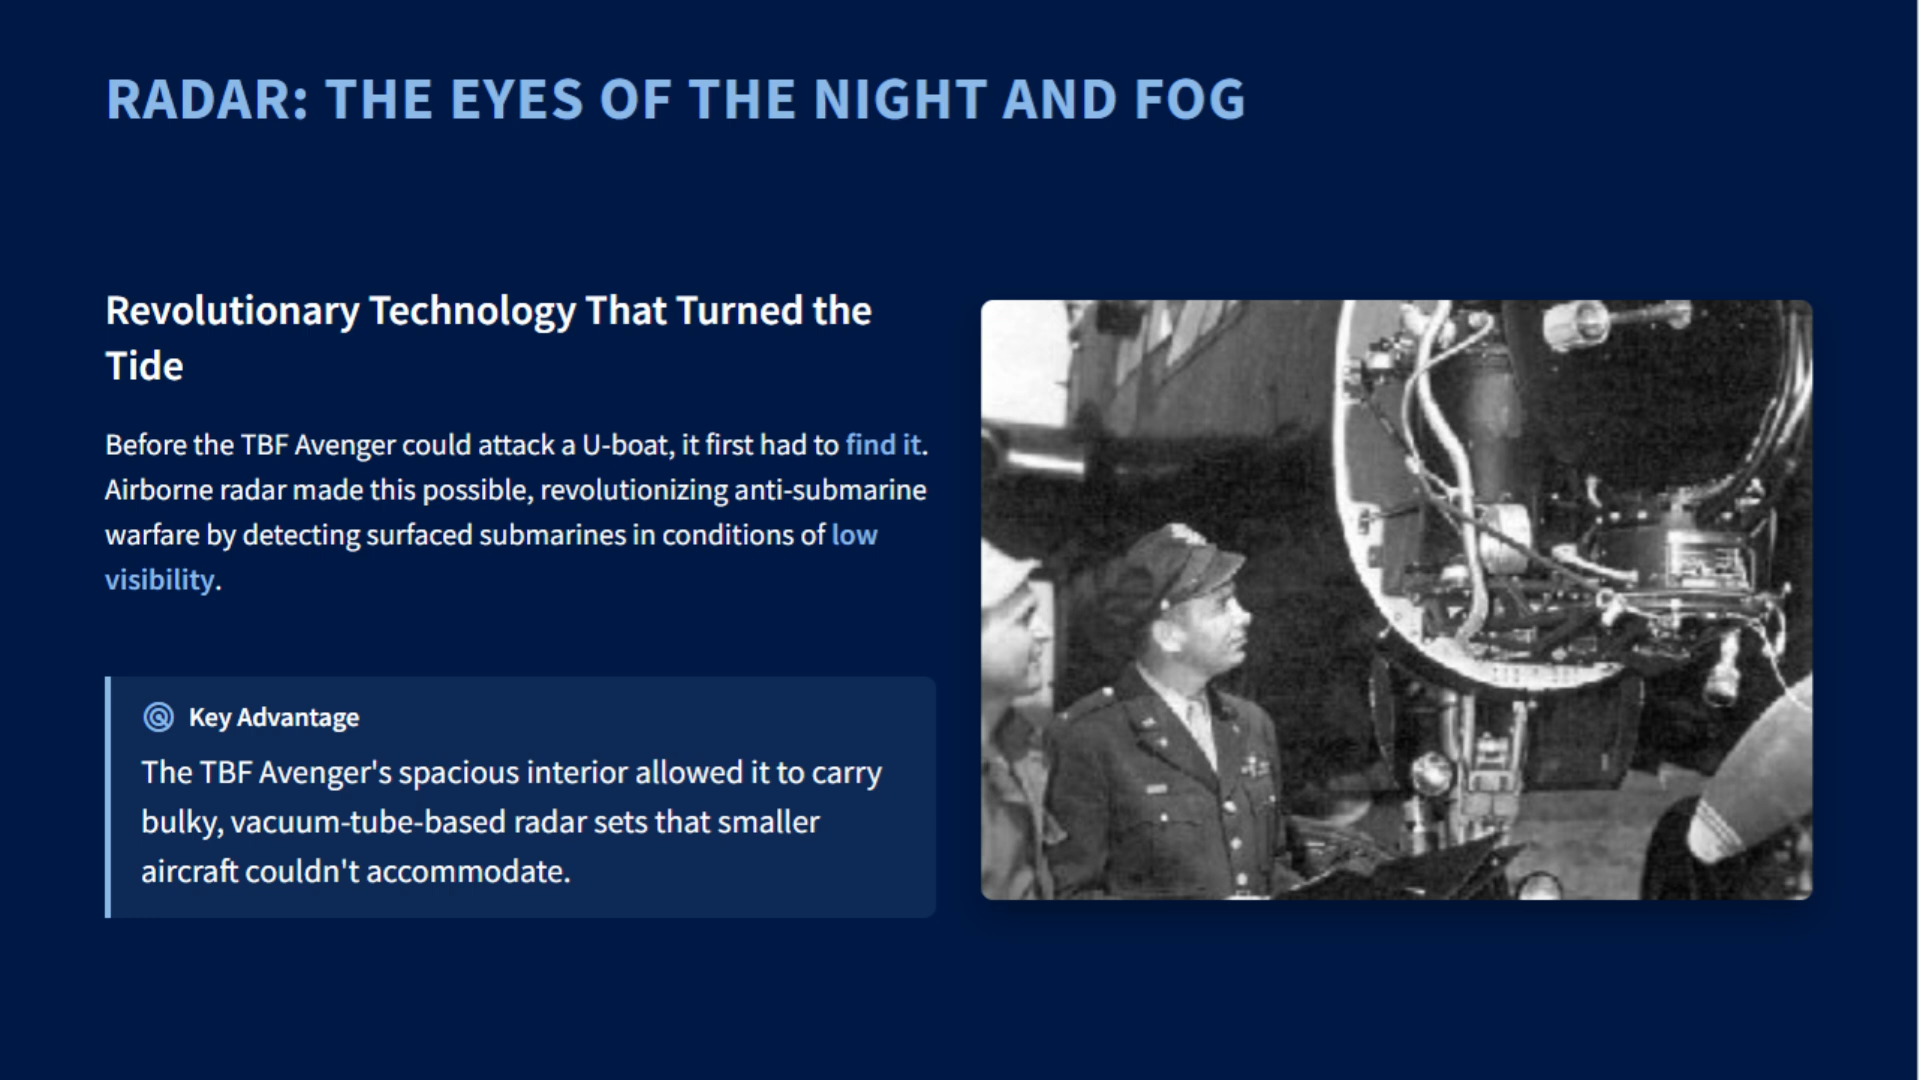 RADAR: THE EYES OF THE NIGHT AND FOG
Revolutionary Technology That Turned the
Tide
Before the TBF Avenger could attack a U-boat, it first had to find it.
Airborne radar made this possible, revolutionizing anti-submarine
warfare by detecting surfaced submarines in conditions of low
visibility.
Key Advantage
The TBF Avenger's spacious interior allowed it to carry
bulky, vacuum-tube-based radar sets that smaller
aircraft couldn't accommodate.